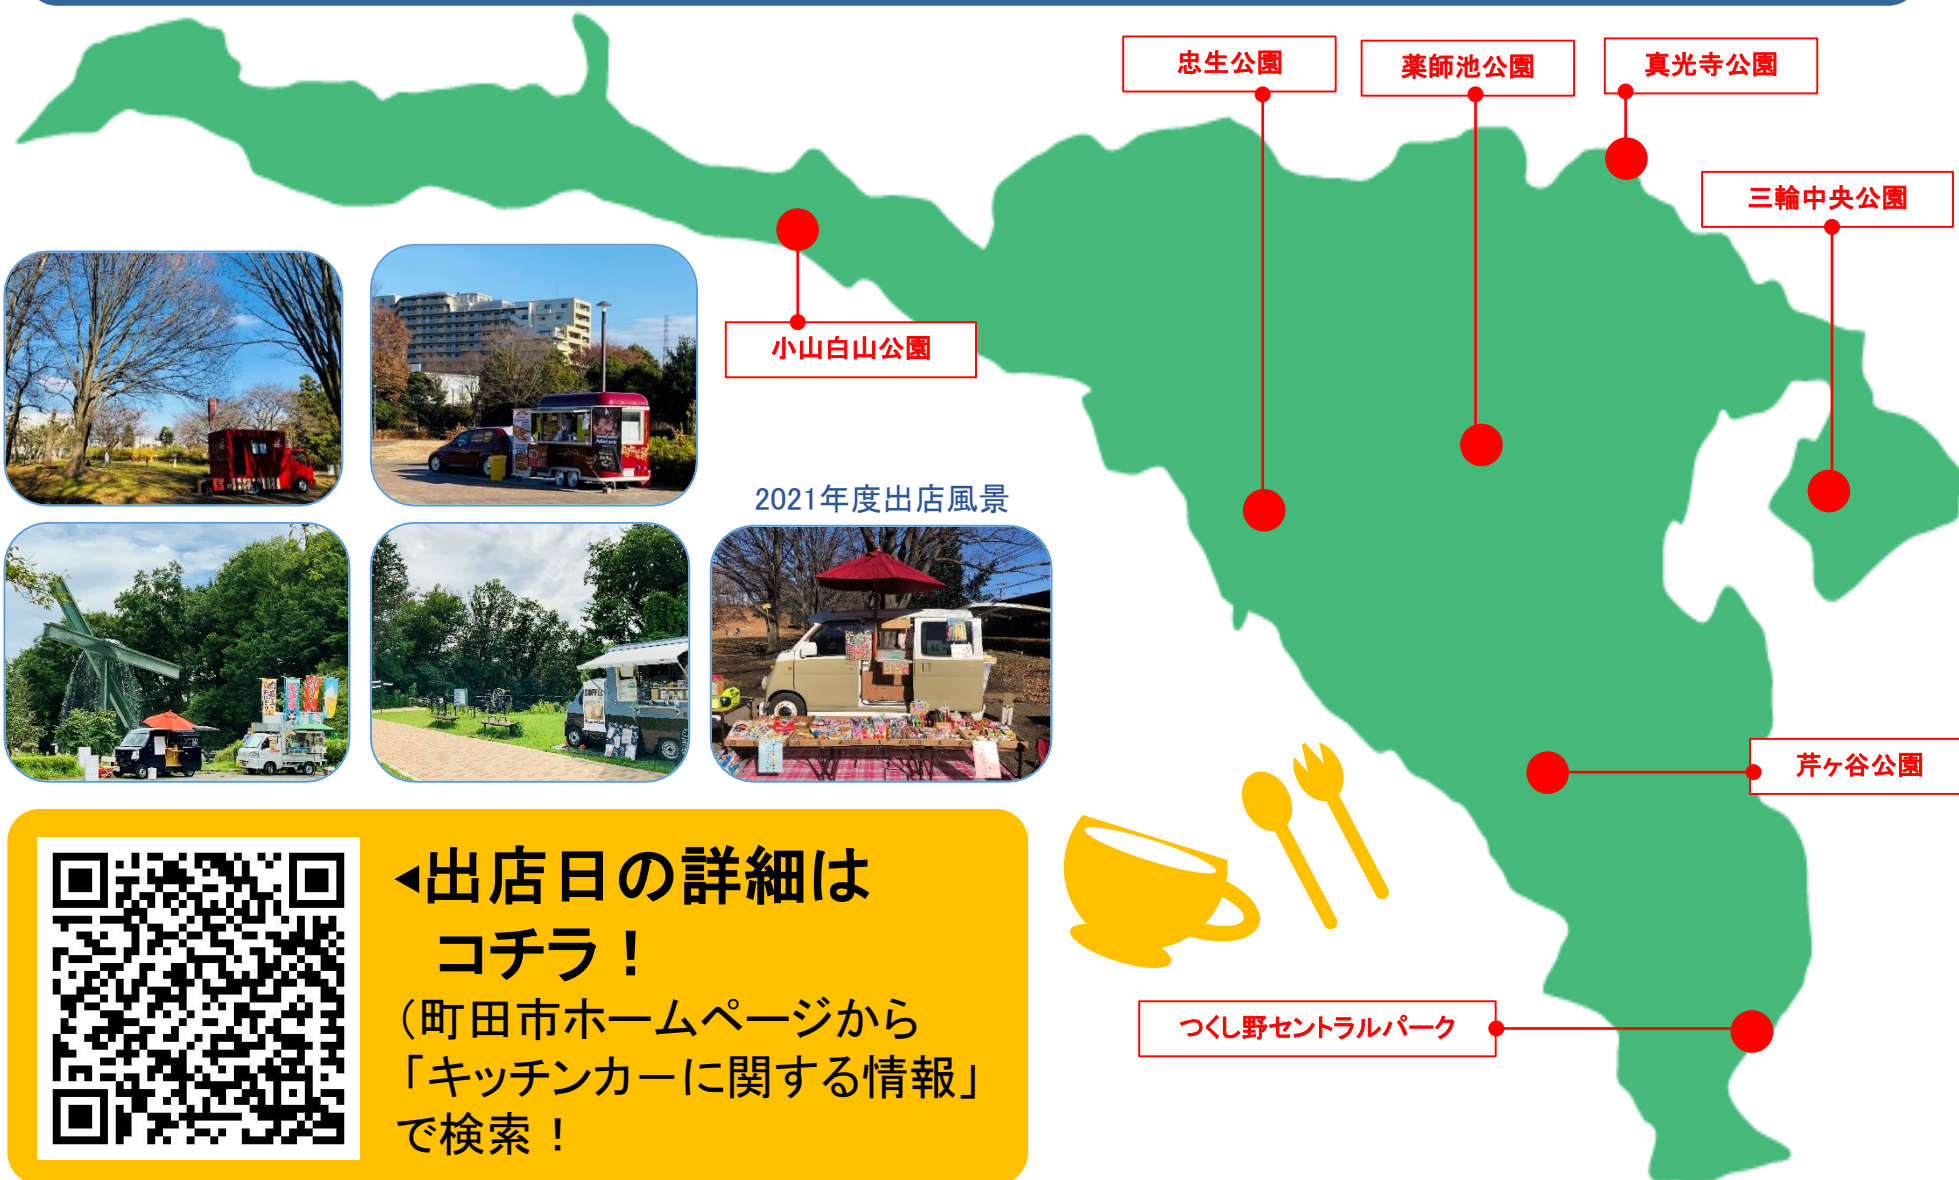 忠生公園
薬師池公園
真光寺公園
三輪中央公園
小山白山公園
2021年度出店風景
芹ヶ谷公園
つくし野セントラルパーク
◂出店日の詳細は
コチラ！
（町田市ホームページから
「キッチンカーに関する情報」
で検索！